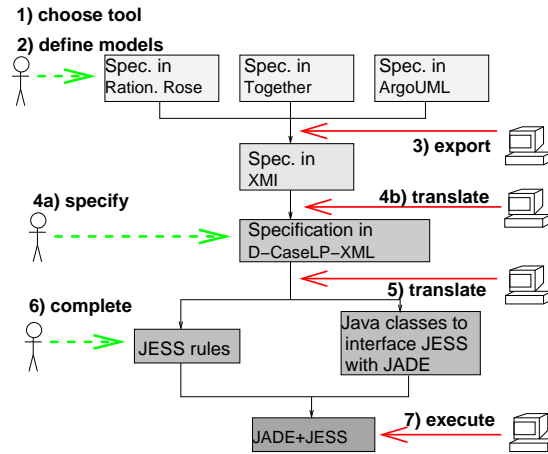 1) choose tool
2) define models
Spec. in
Ration. Rose
Spec. in
Together
Spec. in
ArgoUML
3) export
Spec. in
XMI
4a) specify
4b) translate
Specification in
D−CaseLP−XML
5) translate
6) complete
JESS rules
Java classes to
interface JESS
with JADE
7) execute
JADE+JESS